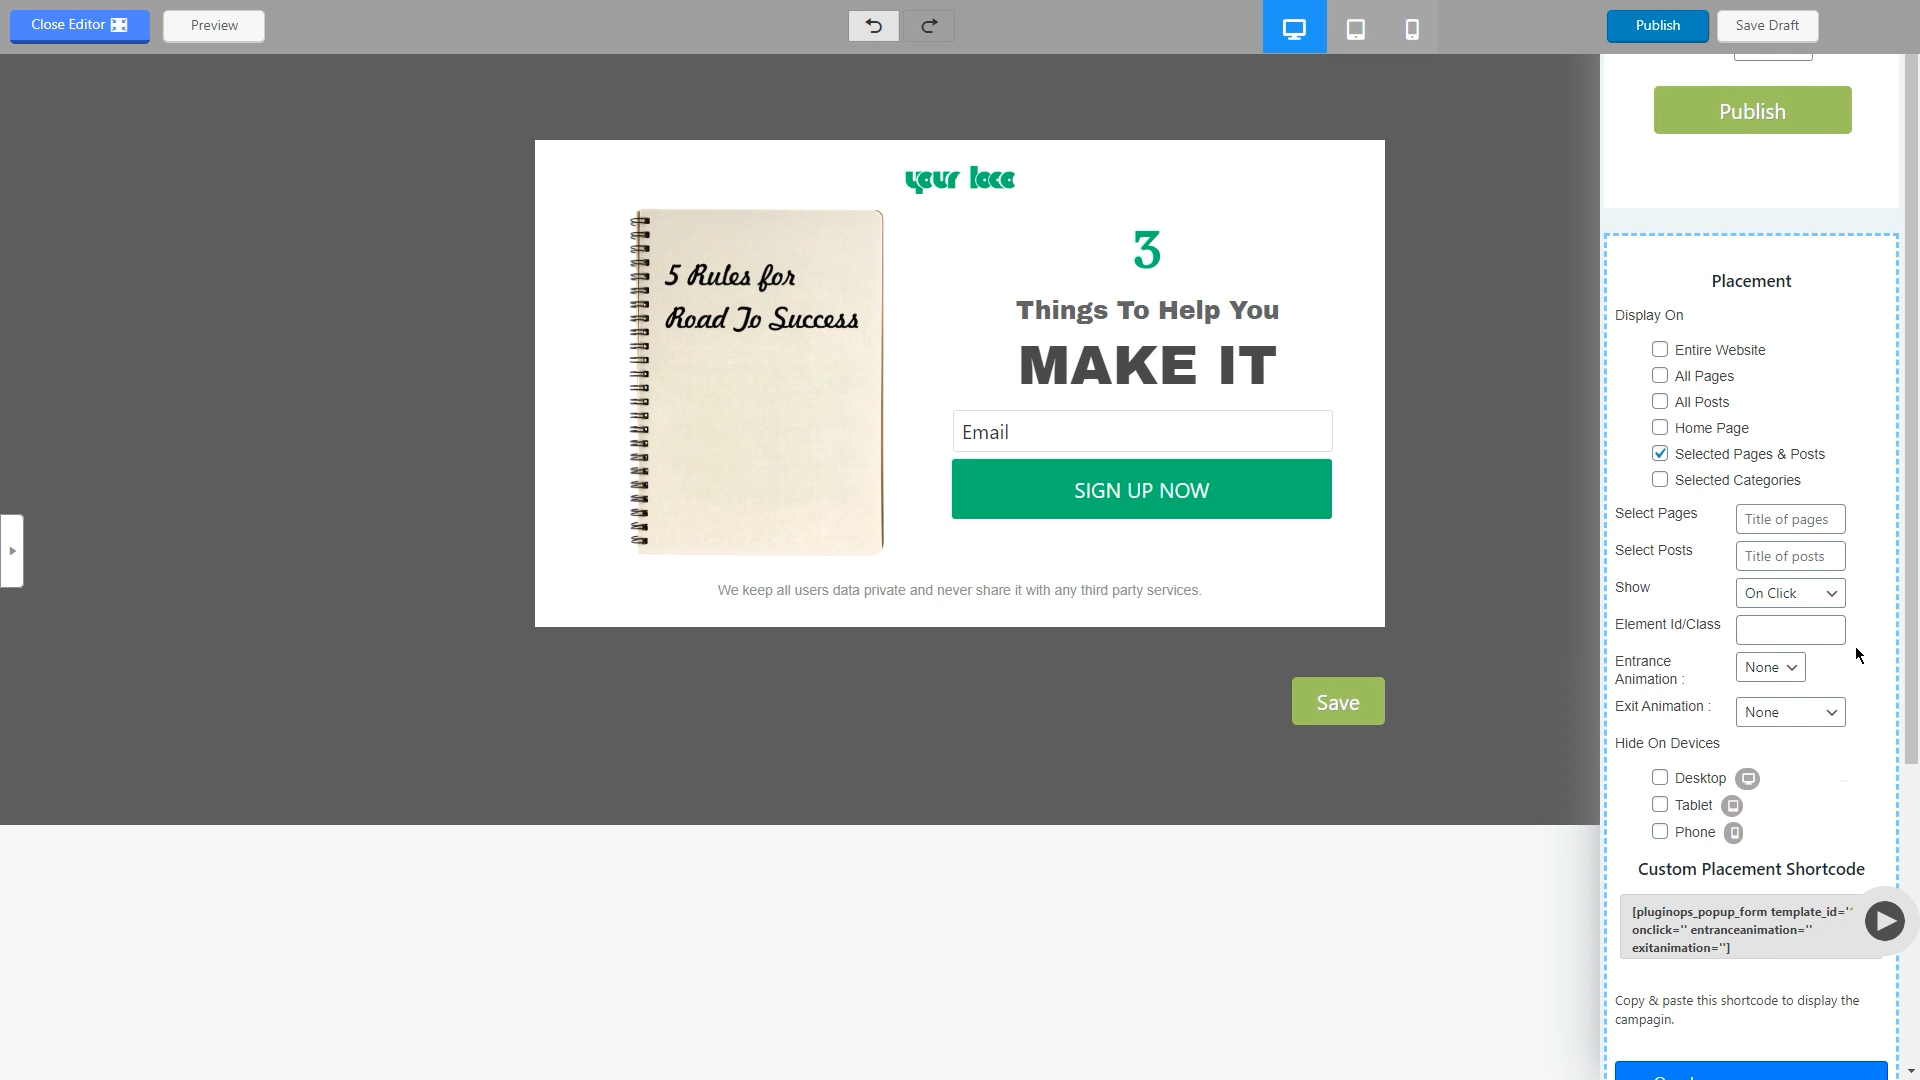 Close Editor
Preview
Publish
Save Draft
Publish
your logo
5 Rules for
Road To Success
3
Things To Help You
MAKE IT
Email
SIGN UP NOW
We keep all users data private and never share it with any third party services.
Save
Placement
Display On
Entire Website
All Pages
All Posts
Home Page
Selected Pages & Posts
Selected Categories
Select Pages
Title of pages
Select Posts
Title of posts
Show
On Click
Element Id/Class
Entrance
Animation :
None
Exit Animation :
None
Hide On Devices
Desktop
Tablet
Phone
Custom Placement Shortcode
[pluginops_popup_form template_id='
onclick='' entranceanimation=''
exitanimation='']
Copy & paste this shortcode to display the
campagin.